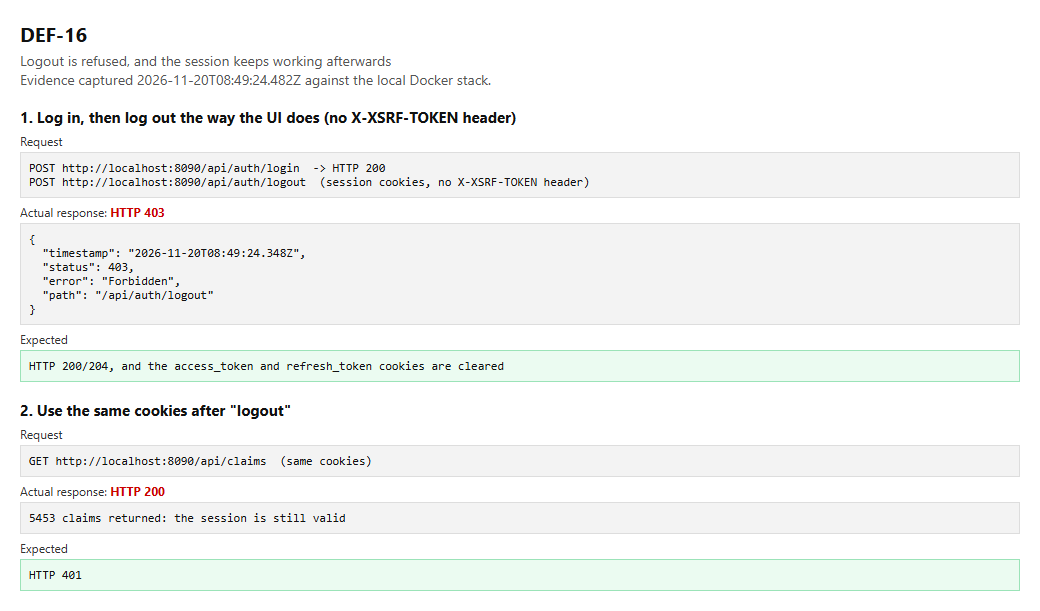 DEF-16
Logout is refused, and the session keeps working afterwards
Evidence captured 2026-11-20T08:49:24.482Z against the local Docker stack.
1. Log in, then log out the way the UI does (no X-XSRF-TOKEN header)
Request
POST http://localhost:8090/api/auth/login  -> HTTP 200
POST http://localhost:8090/api/auth/logout  (session cookies, no X-XSRF-TOKEN header)
Actual response: HTTP 403
{
  "timestamp": "2026-11-20T08:49:24.348Z",
  "status": 403,
  "error": "Forbidden",
  "path": "/api/auth/logout"
}
Expected
HTTP 200/204, and the access_token and refresh_token cookies are cleared
2. Use the same cookies after "logout"
Request
GET http://localhost:8090/api/claims  (same cookies)
Actual response: HTTP 200
5453 claims returned: the session is still valid
Expected
HTTP 401